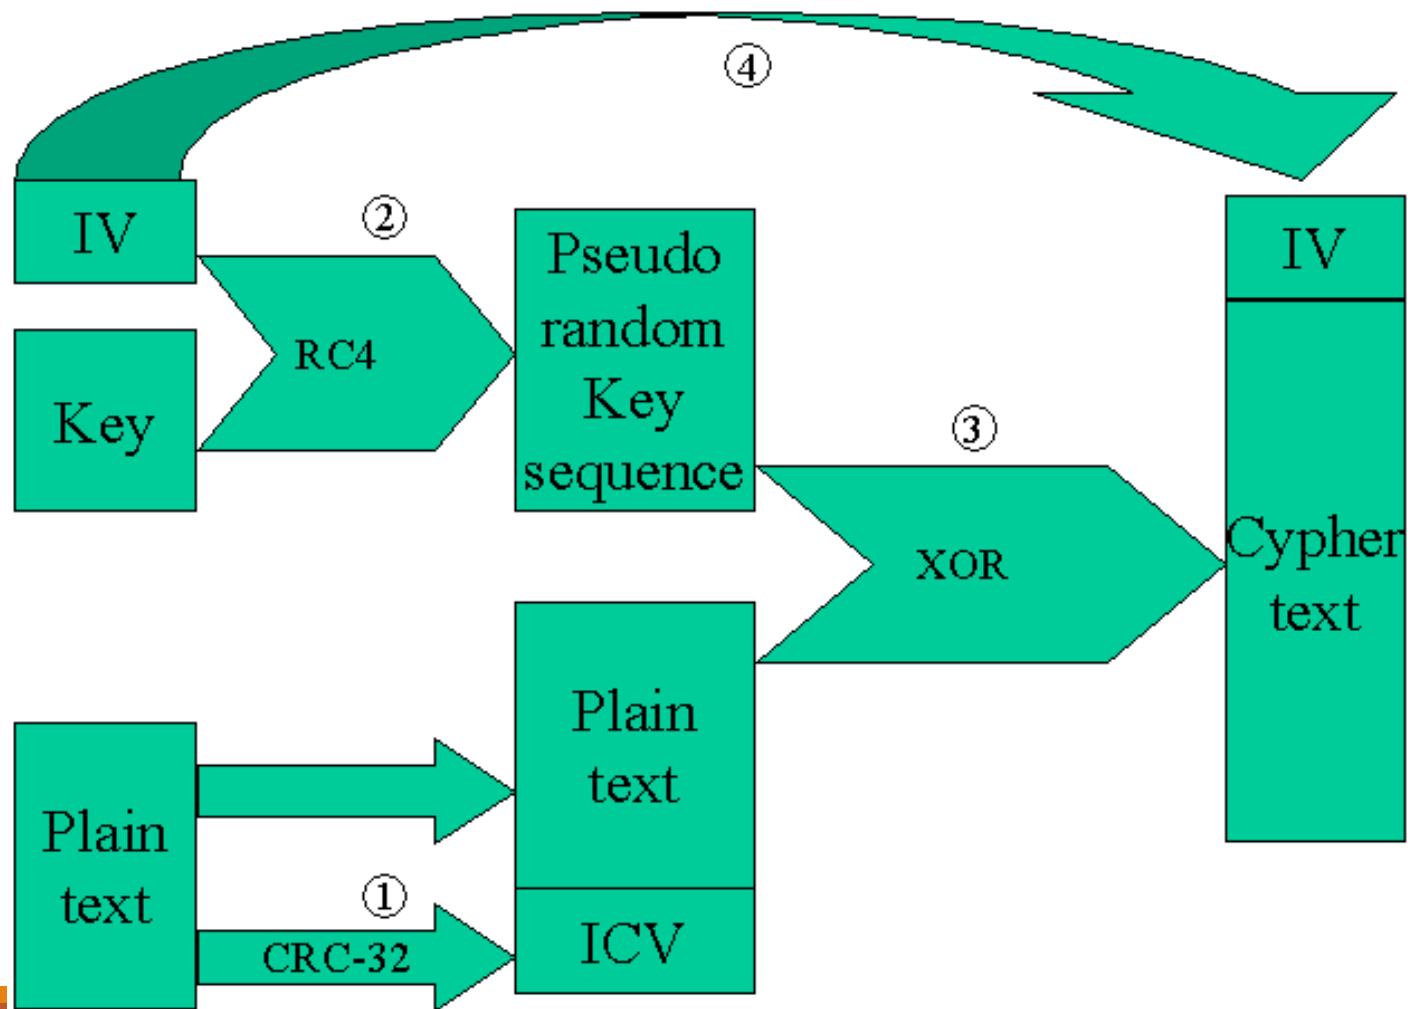 ④
IV
②
Pseudo
random
Key
sequence
IV
RC4
Key
③
XOR
Cypher
text
Plain
text
Plain
text
①
CRC-32
ICV